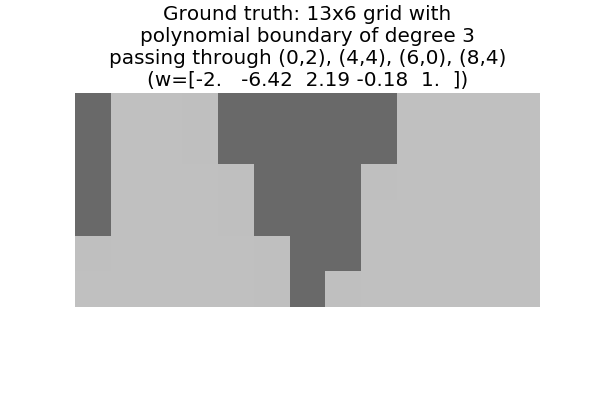 Ground truth: 13x6 grid with
polynomial boundary of degree 3
passing through (0,2), (4,4), (6,0), (8,4)
(w=[-2.   -6.42  2.19 -0.18  1.  ])